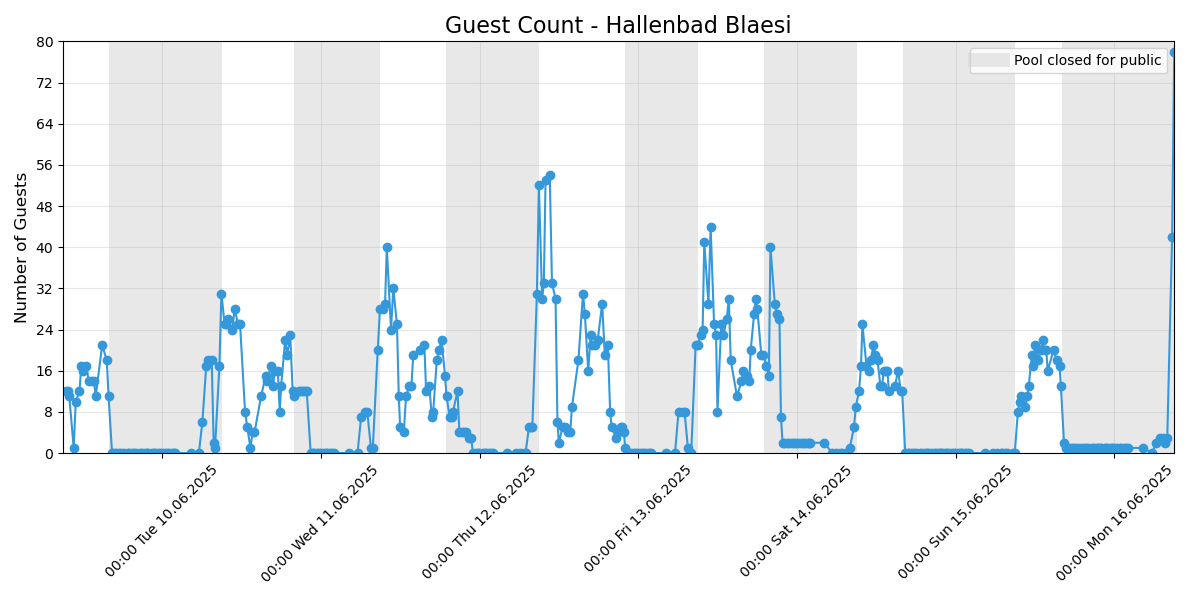 Guest Count - Hallenbad Blaesi
Pool closed for public
Number of Guests
80
72
64
56
48
40
32
24
16
8
0
00:00 Tue 10.06.2025
00:00 Wed 11.06.2025
00:00 Thu 12.06.2025
00:00 Fri 13.06.2025
00:00 Sat 14.06.2025
00:00 Sun 15.06.2025
00:00 Mon 16.06.2025